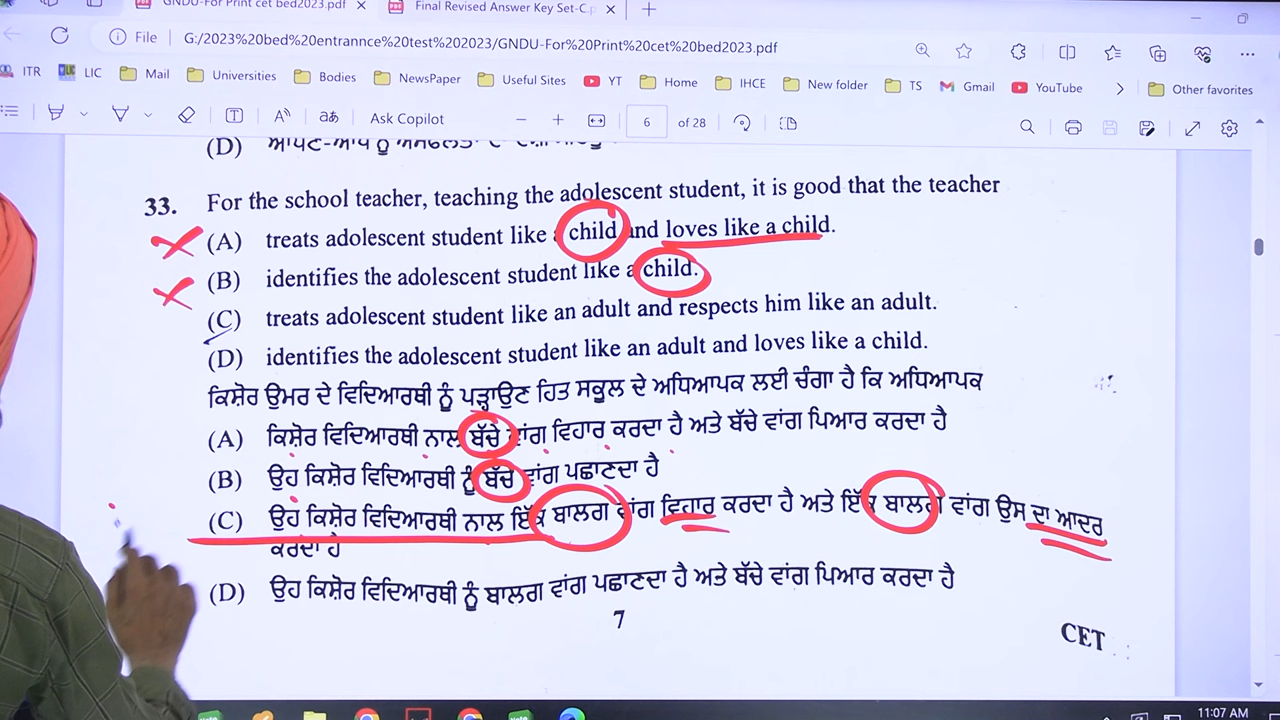 GNDU-For Print cet bed2023.pdf
Final Revised Answer Key Set-C.p
File G:/2023%20bed%20entrannce%20test%202023/GNDU-For%20Print%20cet%20bed2023.pdf
ITR LIC Mail Universities Bodies NewsPaper Useful Sites YT Home IHCE New folder TS Gmail YouTube Other favorites
Ask Copilot 6 of 28
(D)
33. For the school teacher, teaching the adolescent student, it is good that the teacher
(A) treats adolescent student like a child and loves like a child.
(B) identifies the adolescent student like a child.
(C) treats adolescent student like an adult and respects him like an adult.
(D) identifies the adolescent student like an adult and loves like a child.
ਕਿਸ਼ੋਰ ਉਮਰ ਦੇ ਵਿਦਿਆਰਥੀ ਨੂੰ ਪੜ੍ਹਾਉਣ ਹਿਤ ਸਕੂਲ ਦੇ ਅਧਿਆਪਕ ਲਈ ਚੰਗਾ ਹੈ ਕਿ ਅਧਿਆਪਕ
(A) ਕਿਸ਼ੋਰ ਵਿਦਿਆਰਥੀ ਨਾਲ ਬੱਚੇ ਵਾਂਗ ਵਿਹਾਰ ਕਰਦਾ ਹੈ ਅਤੇ ਬੱਚੇ ਵਾਂਗ ਪਿਆਰ ਕਰਦਾ ਹੈ
(B) ਉਹ ਕਿਸ਼ੋਰ ਵਿਦਿਆਰਥੀ ਨੂੰ ਬੱਚੇ ਵਾਂਗ ਪਛਾਣਦਾ ਹੈ
(C) ਉਹ ਕਿਸ਼ੋਰ ਵਿਦਿਆਰਥੀ ਨਾਲ ਇੱਕ ਬਾਲਗ ਵਾਂਗ ਵਿਹਾਰ ਕਰਦਾ ਹੈ ਅਤੇ ਇੱਕ ਬਾਲਗ ਵਾਂਗ ਉਸ ਦਾ ਆਦਰ
ਕਰਦਾ ਹੈ
(D) ਉਹ ਕਿਸ਼ੋਰ ਵਿਦਿਆਰਥੀ ਨੂੰ ਬਾਲਗ ਵਾਂਗ ਪਛਾਣਦਾ ਹੈ ਅਤੇ ਬੱਚੇ ਵਾਂਗ ਪਿਆਰ ਕਰਦਾ ਹੈ
7
CET
11:07 AM